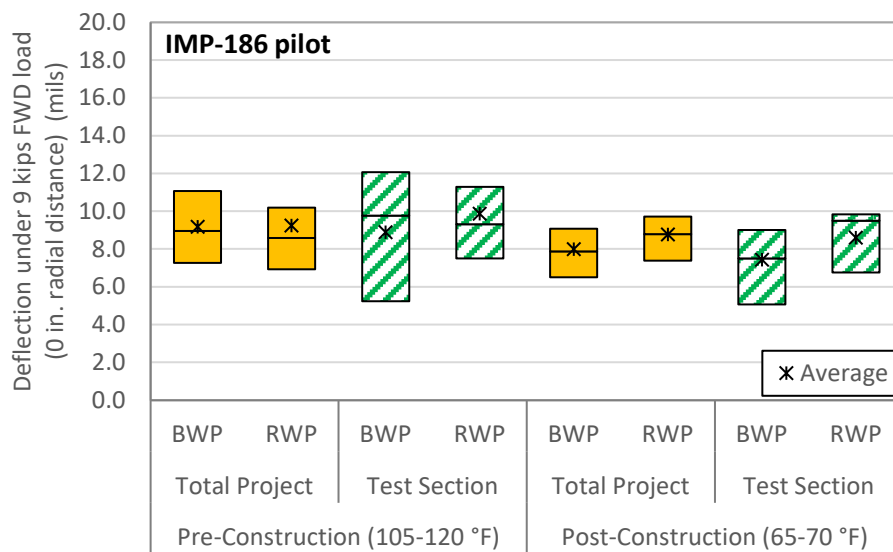 Deflection under 9 kips FWD load
(0 in. radial distance)  (mils)
20.0
18.0
16.0
14.0
12.0
10.0
8.0
6.0
4.0
2.0
0.0
IMP-186 pilot
Average
BWP RWP BWP RWP BWP RWP BWP RWP
Total Project Test Section Total Project Test Section
Pre-Construction (105-120 °F) Post-Construction (65-70 °F)